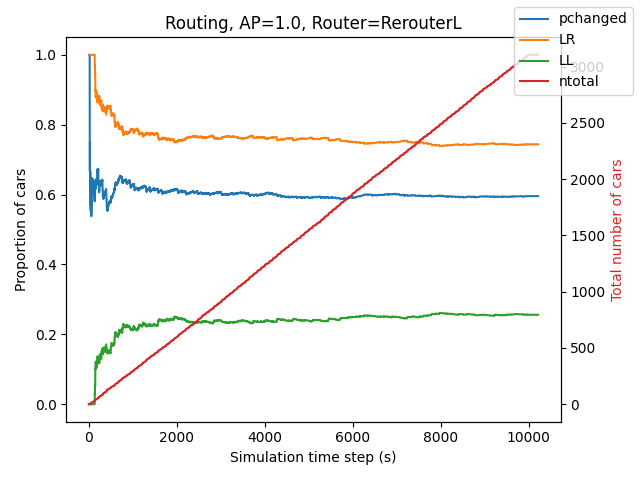 Routing, AP=1.0, Router=RerouterL
pchanged
LR
LL
ntotal
1.0
0.8
0.6
0.4
0.2
0.0
Proportion of cars
3000
2500
2000
1500
1000
500
0
Total number of cars
0 2000 4000 6000 8000 10000
Simulation time step (s)